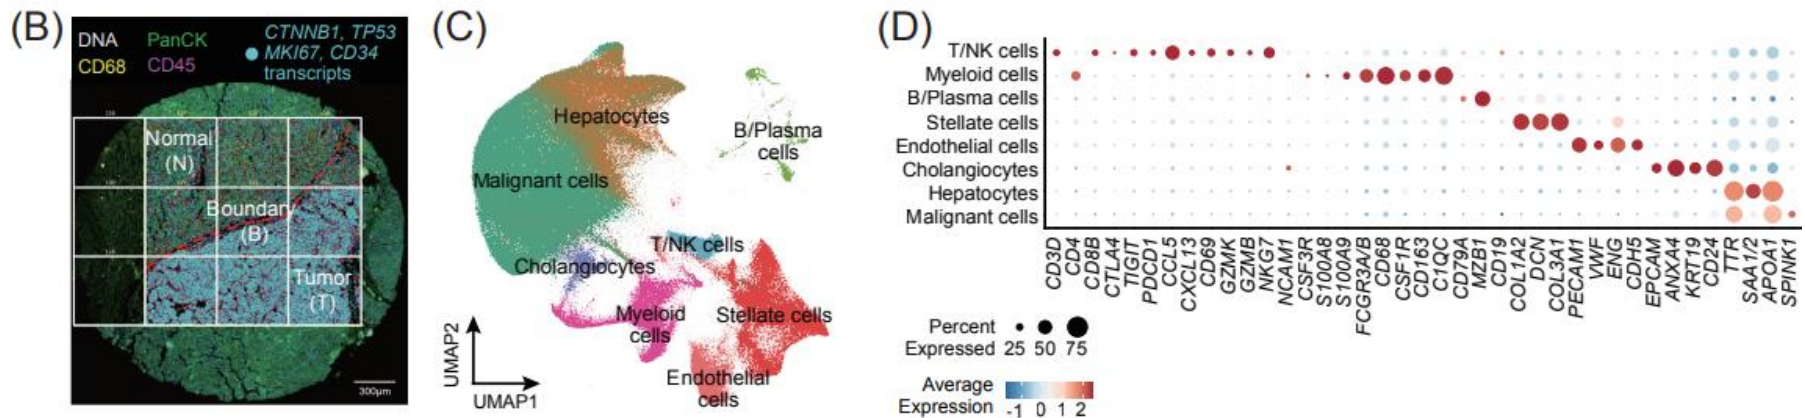 (B)
DNA PanCK
CD68 CD45
CTNNB1, TP53
MKI67, CD34
transcripts
Normal
(N)
Boundary
(B)
Tumor
(T)
300µm
(C)
Hepatocytes
B/Plasma
cells
Malignant cells
T/NK cells
Cholangiocytes
Myeloid
cells
Stellate cells
Endothelial
cells
UMAP2
UMAP1
(D)
T/NK cells
Myeloid cells
B/Plasma cells
Stellate cells
Endothelial cells
Cholangiocytes
Hepatocytes
Malignant cells
CD3D
CD4
CD8B
CTLA4
TIGIT
PDCD1
CCL5
CXCL13
CD69
GZMK
GZMB
NKG7
NCAM1
CSF3R
S100A8
S100A9
FCGR3A/B
CD68
CSF1R
CD163
C1QC
CD79A
MZB1
CD19
COL1A2
DCN
COL3A1
PECAM1
VWF
ENG
CDH5
EPCAM
ANXA4
KRT19
CD24
TTR
SAA1/2
APOA1
SPINK1
Percent
Expressed 25 50 75
Average
Expression -1 0 1 2